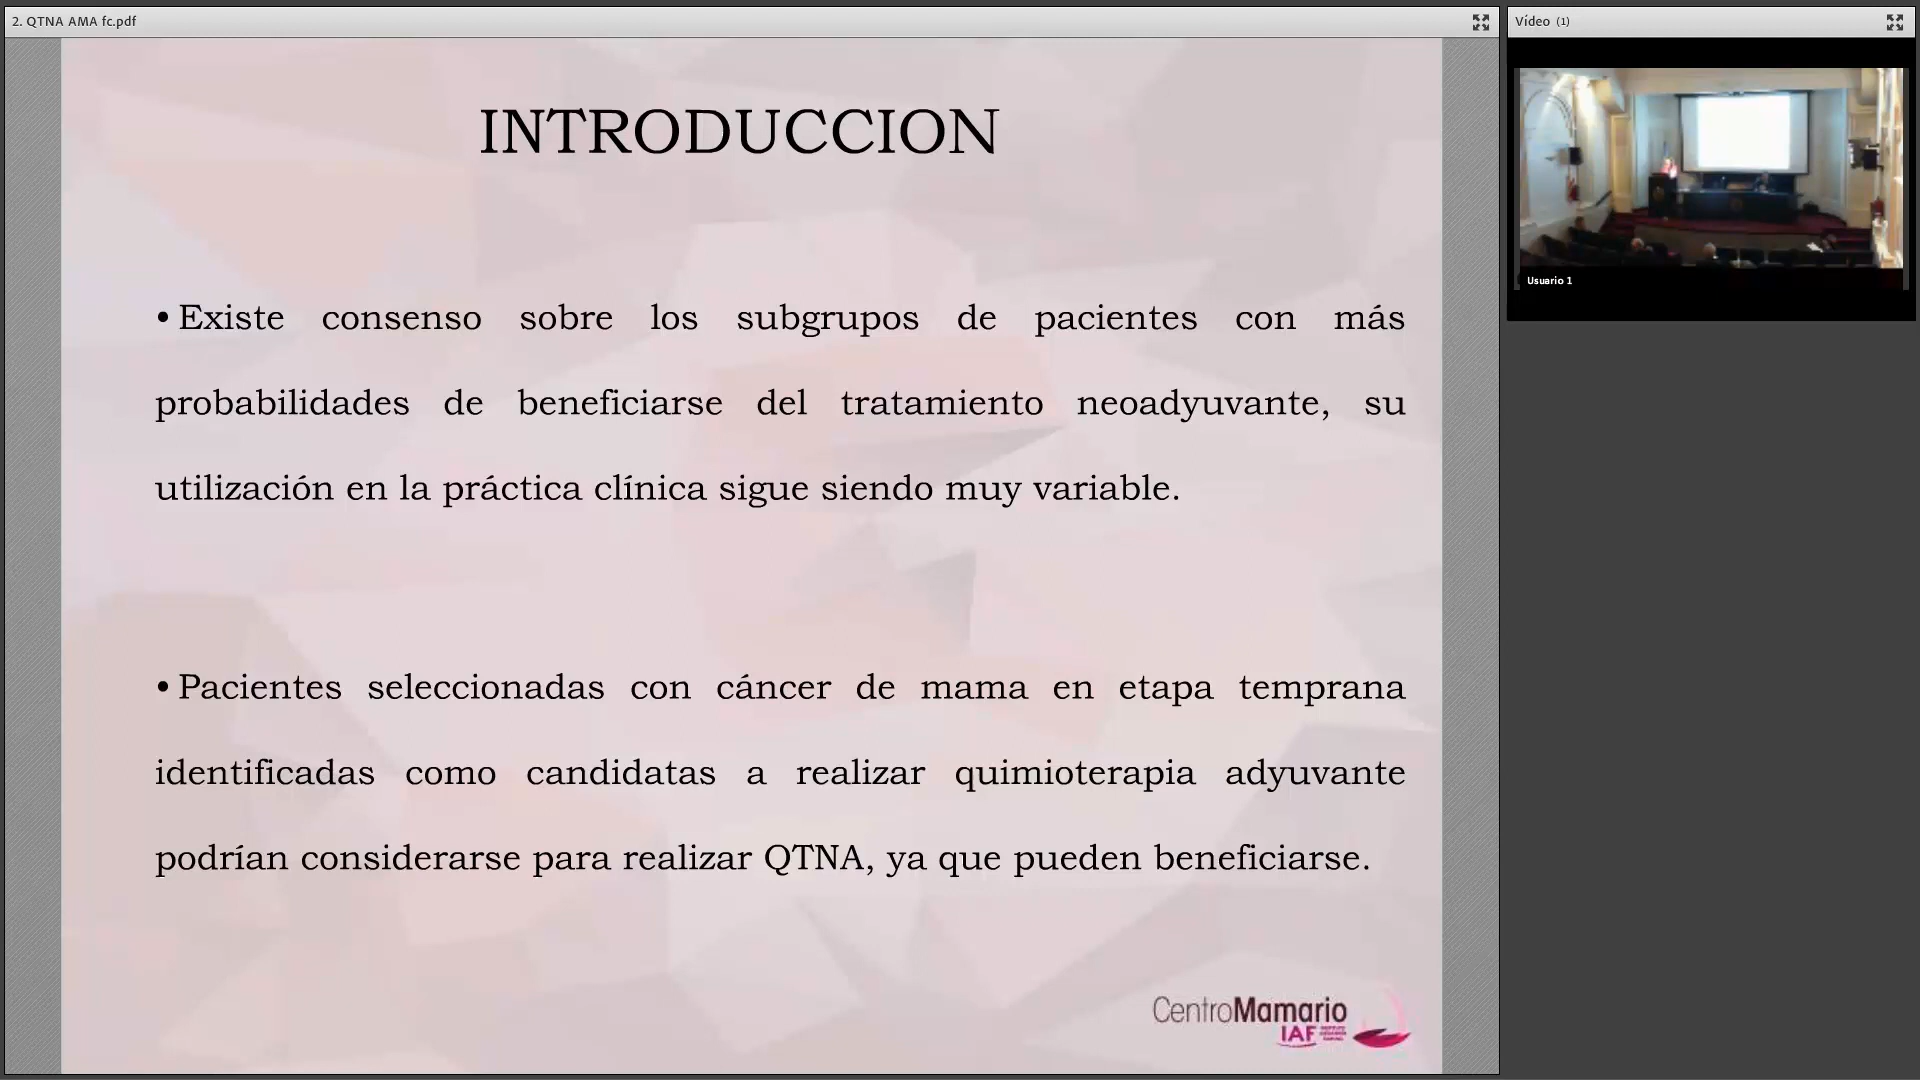 2. QTNA AMA fc.pdf
Vídeo (1)
INTRODUCCION
• Existe consenso sobre los subgrupos de pacientes con más
probabilidades de beneficiarse del tratamiento neoadyuvante, su
utilización en la práctica clínica sigue siendo muy variable.
• Pacientes seleccionadas con cáncer de mama en etapa temprana
identificadas como candidatas a realizar quimioterapia adyuvante
podrían considerarse para realizar QTNA, ya que pueden beneficiarse.
CentroMamario
IAF
Usuario 1